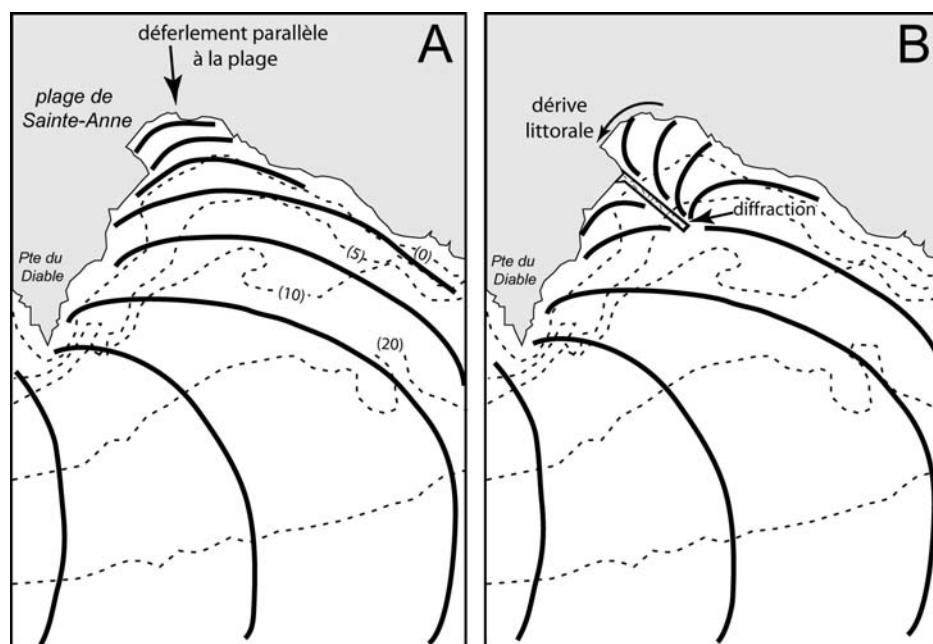 déferlement parallèle
à la plage
A
plage de
Sainte-Anne
Pte du
Diable
(0)
(5)
(10)
(20)
B
dérive
littorale
diffraction
Pte du
Diable